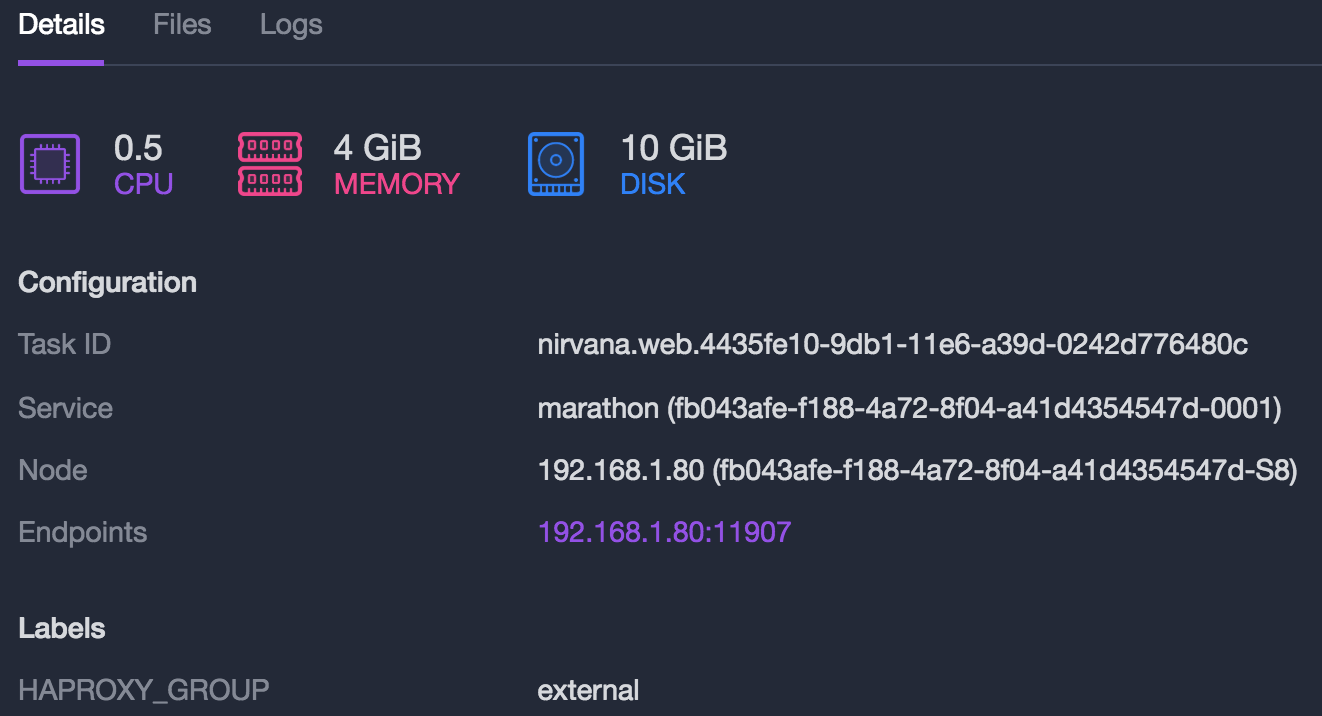 Details Files Logs
0.5 4 GiB 10 GiB
CPU MEMORY DISK
Configuration
Task ID nirvana.web.4435fe10-9db1-11e6-a39d-0242d776480c
Service marathon (fb043afe-f188-4a72-8f04-a41d4354547d-0001)
Node 192.168.1.80 (fb043afe-f188-4a72-8f04-a41d4354547d-S8)
Endpoints 192.168.1.80:11907
Labels
HAPROXY_GROUP external